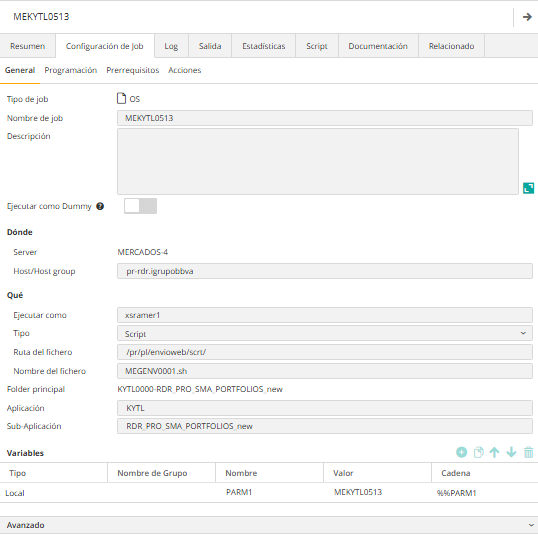 MEKYTL0513
Resumen Configuración de Job Log Salida Estadísticas Script Documentación Relacionado
General Programación Prerrequisitos Acciones
Tipo de job OS
Nombre de job MEKYTL0513
Descripción
Ejecutar como Dummy ?
Dónde
Server MERCADOS-4
Host/Host group pr-rdr.igrupobbva
Qué
Ejecutar como xsramer1
Tipo Script
Ruta del fichero /pr/pl/envioweb/scrt/
Nombre del fichero MEGENV0001.sh
Folder principal KYTL0000-RDR_PRO_SMA_PORTFOLIOS_new
Aplicación KYTL
Sub-Aplicación RDR_PRO_SMA_PORTFOLIOS_new
Variables
Tipo Nombre de Grupo Nombre Valor Cadena
Local PARM1 MEKYTL0513 %%PARM1
Avanzado